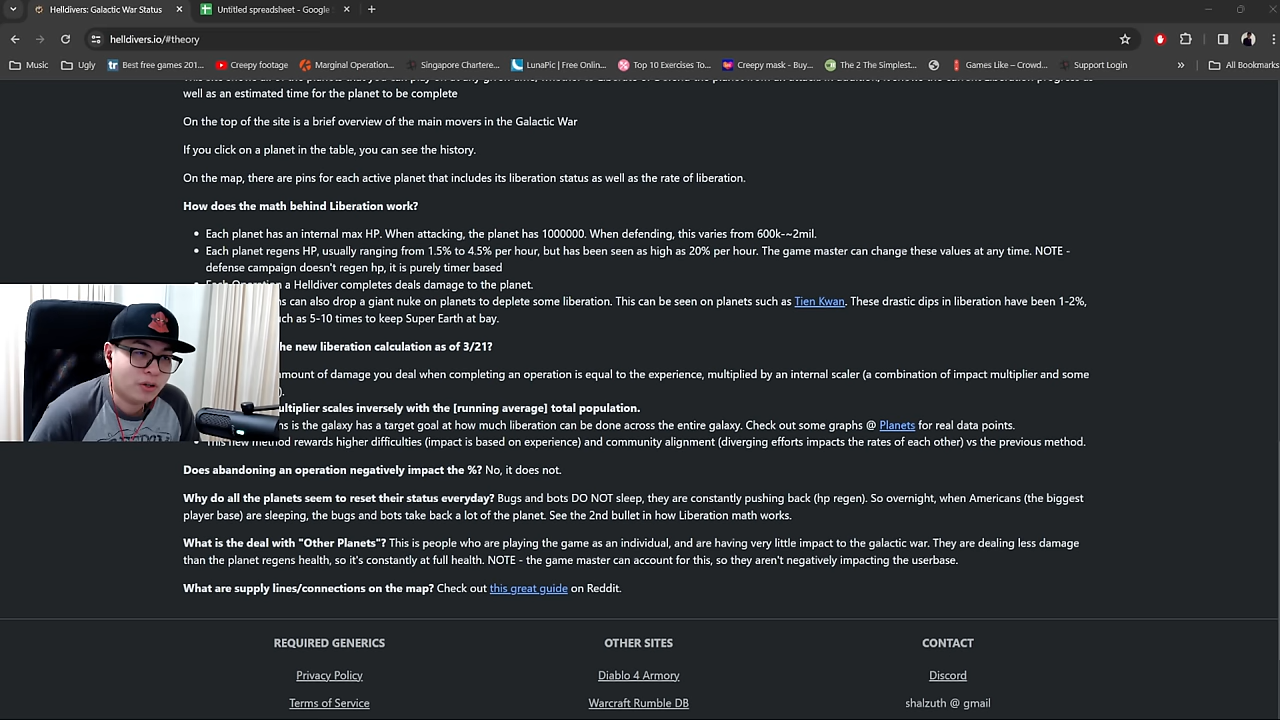 Helldivers: Galactic War Status
Untitled spreadsheet - Google
helldivers.io/#theory
Music
Ugly
Best free games 201...
Creepy footage
Marginal Operation...
Singapore Chartere...
LunaPic | Free Onlin...
Top 10 Exercises To...
Creepy mask - Buy...
The 2 The Simplest...
Games Like – Crowd...
Support Login
»
All Bookmarks
well as an estimated time for the planet to be complete
On the top of the site is a brief overview of the main movers in the Galactic War
If you click on a planet in the table, you can see the history.
On the map, there are pins for each active planet that includes its liberation status as well as the rate of liberation.
How does the math behind Liberation work?
• Each planet has an internal max HP. When attacking, the planet has 1000000. When defending, this varies from 600k-~2mil.
• Each planet regens HP, usually ranging from 1.5% to 4.5% per hour, but has been seen as high as 20% per hour. The game master can change these values at any time. NOTE -
defense campaign doesn't regen hp, it is purely timer based
a Helldiver completes deals damage to the planet.
can also drop a giant nuke on planets to deplete some liberation. This can be seen on planets such as Tien Kwan. These drastic dips in liberation have been 1-2%,
as 5-10 times to keep Super Earth at bay.
the new liberation calculation as of 3/21?
amount of damage you deal when completing an operation is equal to the experience, multiplied by an internal scaler (a combination of impact multiplier and some
scales inversely with the [running average] total population.
is the galaxy has a target goal at how much liberation can be done across the entire galaxy. Check out some graphs @ Planets for real data points.
• This new method rewards higher difficulties (impact is based on experience) and community alignment (diverging efforts impacts the rates of each other) vs the previous method.
Does abandoning an operation negatively impact the %? No, it does not.
Why do all the planets seem to reset their status everyday? Bugs and bots DO NOT sleep, they are constantly pushing back (hp regen). So overnight, when Americans (the biggest
player base) are sleeping, the bugs and bots take back a lot of the planet. See the 2nd bullet in how Liberation math works.
What is the deal with "Other Planets"? This is people who are playing the game as an individual, and are having very little impact to the galactic war. They are dealing less damage
than the planet regens health, so it's constantly at full health. NOTE - the game master can account for this, so they aren't negatively impacting the userbase.
What are supply lines/connections on the map? Check out this great guide on Reddit.
REQUIRED GENERICS
OTHER SITES
CONTACT
Privacy Policy
Diablo 4 Armory
Discord
Terms of Service
Warcraft Rumble DB
shalzuth @ gmail